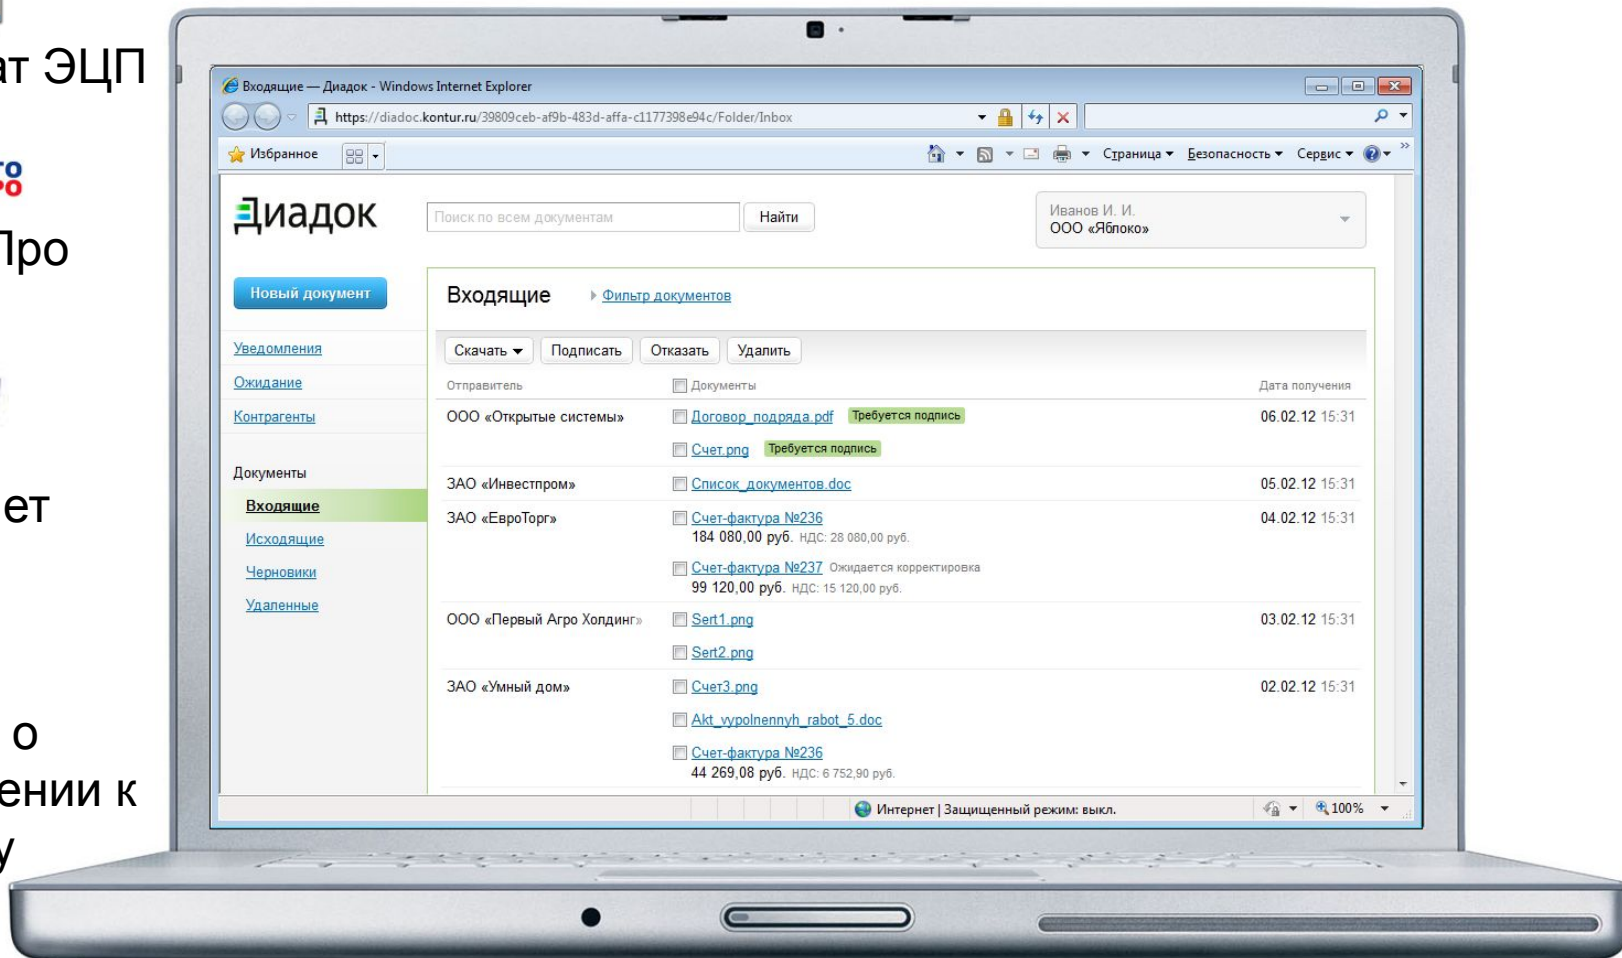 ат ЭЦП
Про
ет
о
ении к
у
Входящие — Диадок - Windows Internet Explorer
https://diadoc.kontur.ru/39809ceb-af9b-483d-affa-c1177398e94c/Folder/Inbox
Избранное
Страница Безопасность Сервис
Диадок
Поиск по всем документам
Найти
Иванов И. И.
ООО «Яблоко»
Новый документ
Входящие
Фильтр документов
Уведомления
Ожидание
Контрагенты
Документы
Входящие
Исходящие
Черновики
Удаленные
Скачать Подписать Отказать Удалить
Отправитель Документы Дата получения
ООО «Открытые системы» Договор_подряда.pdf Требуется подпись 06.02.12 15:31
Счет.png Требуется подпись
ЗАО «Инвестпром» Список_документов.doc 05.02.12 15:31
ЗАО «ЕвроТорг» Счет-фактура №236 04.02.12 15:31
184 080,00 руб. НДС: 28 080,00 руб.
Счет-фактура №237 Ожидается корректировка
99 120,00 руб. НДС: 15 120,00 руб.
ООО «Первый Агро Холдинг» Sert1.png 03.02.12 15:31
Sert2.png
ЗАО «Умный дом» Счет3.png 02.02.12 15:31
Akt_vypolnennyh_rabot_5.doc
Счет-фактура №236
44 269,08 руб. НДС: 6 752,90 руб.
Интернет | Защищенный режим: выкл.
100%